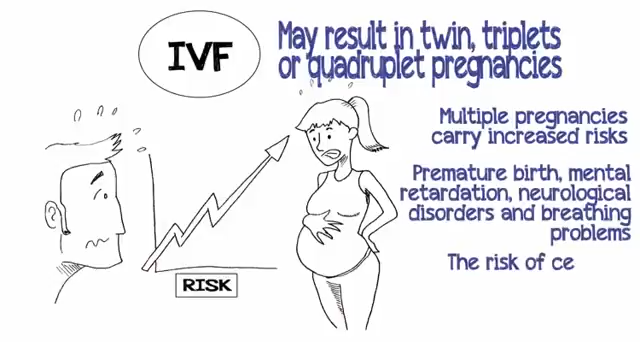 IVF
May result in twin, triplets
or quadruplet pregnancies
Multiple pregnancies
carry increased risks
Premature birth, mental
retardation, neurological
disorders and breathing
problems
The risk of ce
RISK